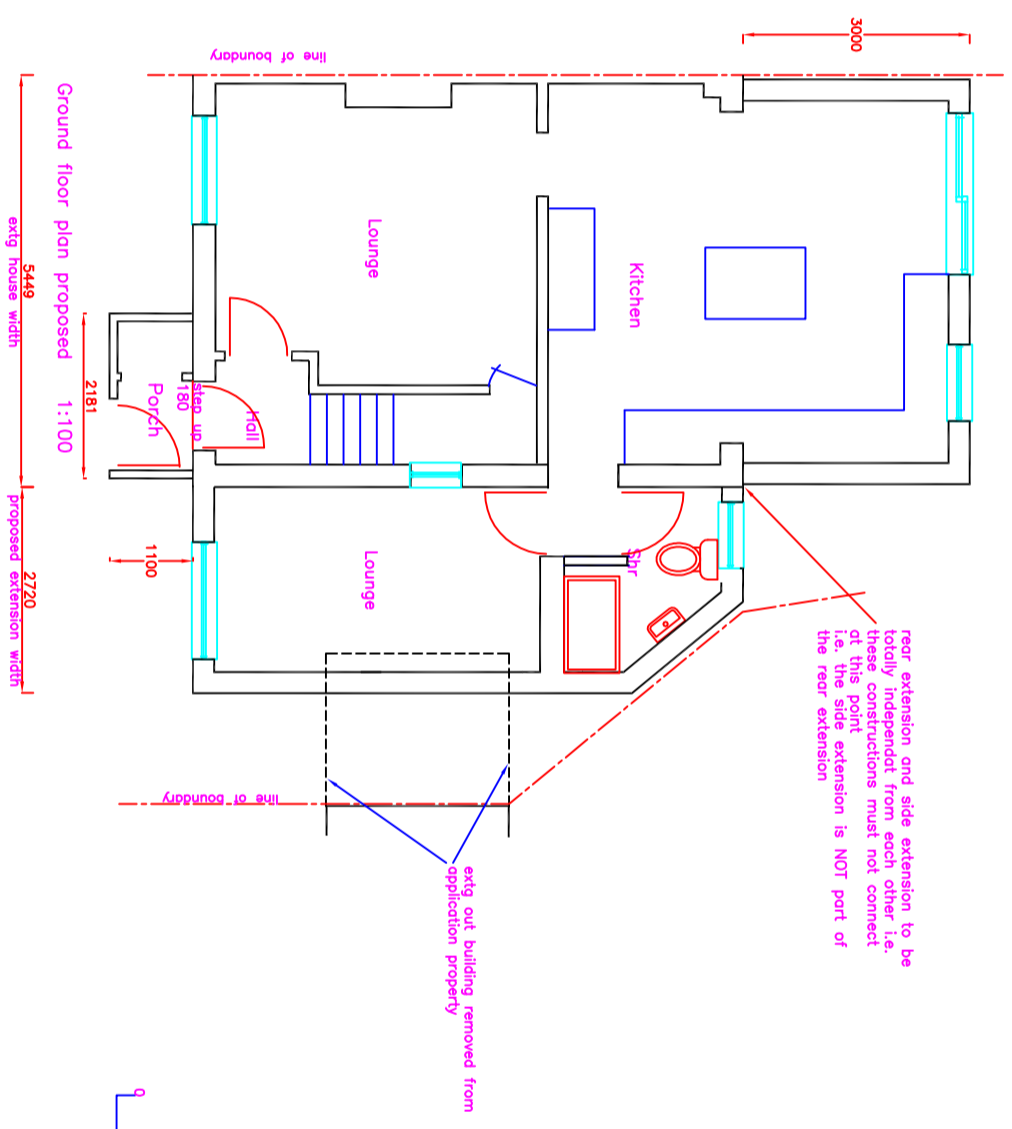 3000
line of boundary
Ground floor plan proposed 1:100
5449
extg house width
2720
proposed extension width
2181
1100
Lounge
Kitchen
Hall
step up
180
Porch
Lounge
Shr
rear extension and side extension to be
totally independat from each other i.e.
these constructions must not connect
at this point
i.e. the side extension is NOT part of
the rear extension
line of boundary
extg out building removed from
application property
0